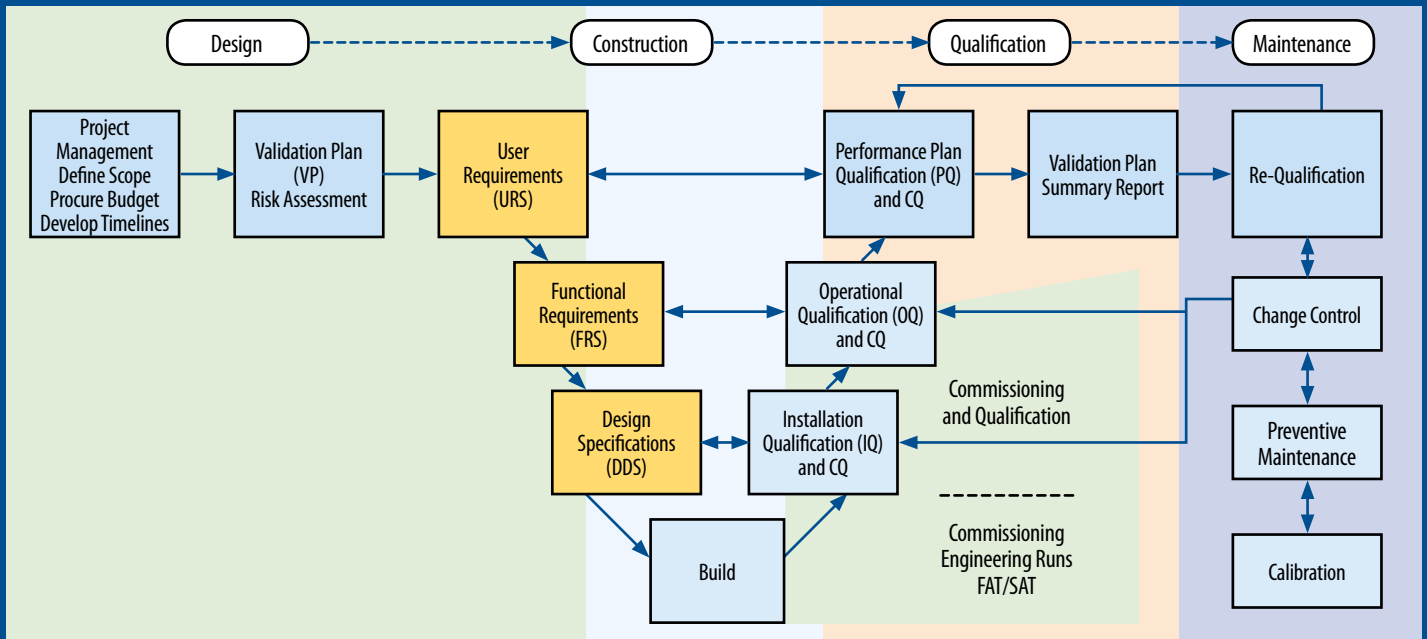 Design
Construction
Qualification
Maintenance
Project
Management
Define Scope
Procure Budget
Develop Timelines
Validation Plan
(VP)
Risk Assessment
User
Requirements
(URS)
Performance Plan
Qualification (PQ)
and CQ
Validation Plan
Summary Report
Re-Qualification
Functional
Requirements
(FRS)
Operational
Qualification (OQ)
and CQ
Change Control
Design
Specifications
(DDS)
Installation
Qualification (IQ)
and CQ
Commissioning
and Qualification
Preventive
Maintenance
Build
Commissioning
Engineering Runs
FAT/SAT
Calibration